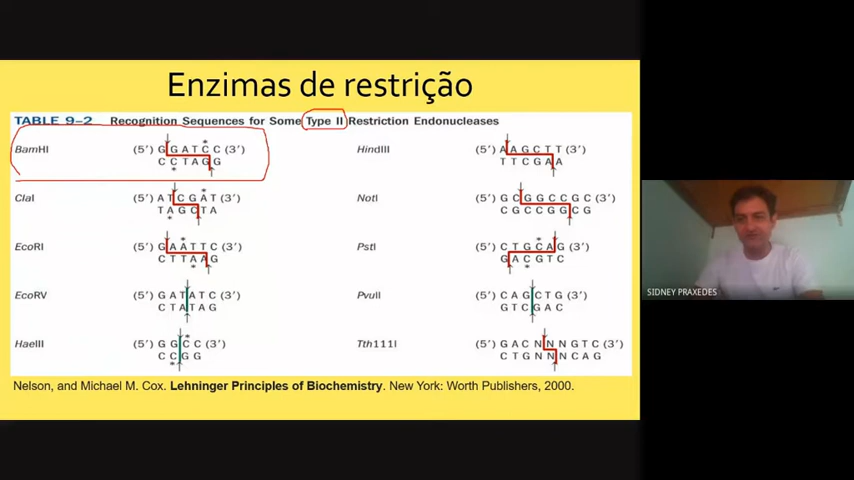 Enzimas de restrição
TABLE 9–2 Recognition Sequences for Some Type II Restriction Endonucleases
BamHI (5′) G G A T C C (3′)
C C T A G G
ClaI (5′) A T C G A T (3′)
T A G C T A
EcoRI (5′) G A A T T C (3′)
C T T A A G
EcoRV (5′) G A T A T C (3′)
C T A T A G
HaeIII (5′) G G C C (3′)
C C G G
HindIII (5′) A A G C T T (3′)
T T C G A A
NotI (5′) G C G G C C G C (3′)
C G C C G G C G
PstI (5′) C T G C A G (3′)
G A C G T C
PvuII (5′) C A G C T G (3′)
G T C G A C
Tth111I (5′) G A C N N N G T C (3′)
C T G N N N C A G
Nelson, and Michael M. Cox. Lehninger Principles of Biochemistry. New York: Worth Publishers, 2000.
SIDNEY PRAXEDES